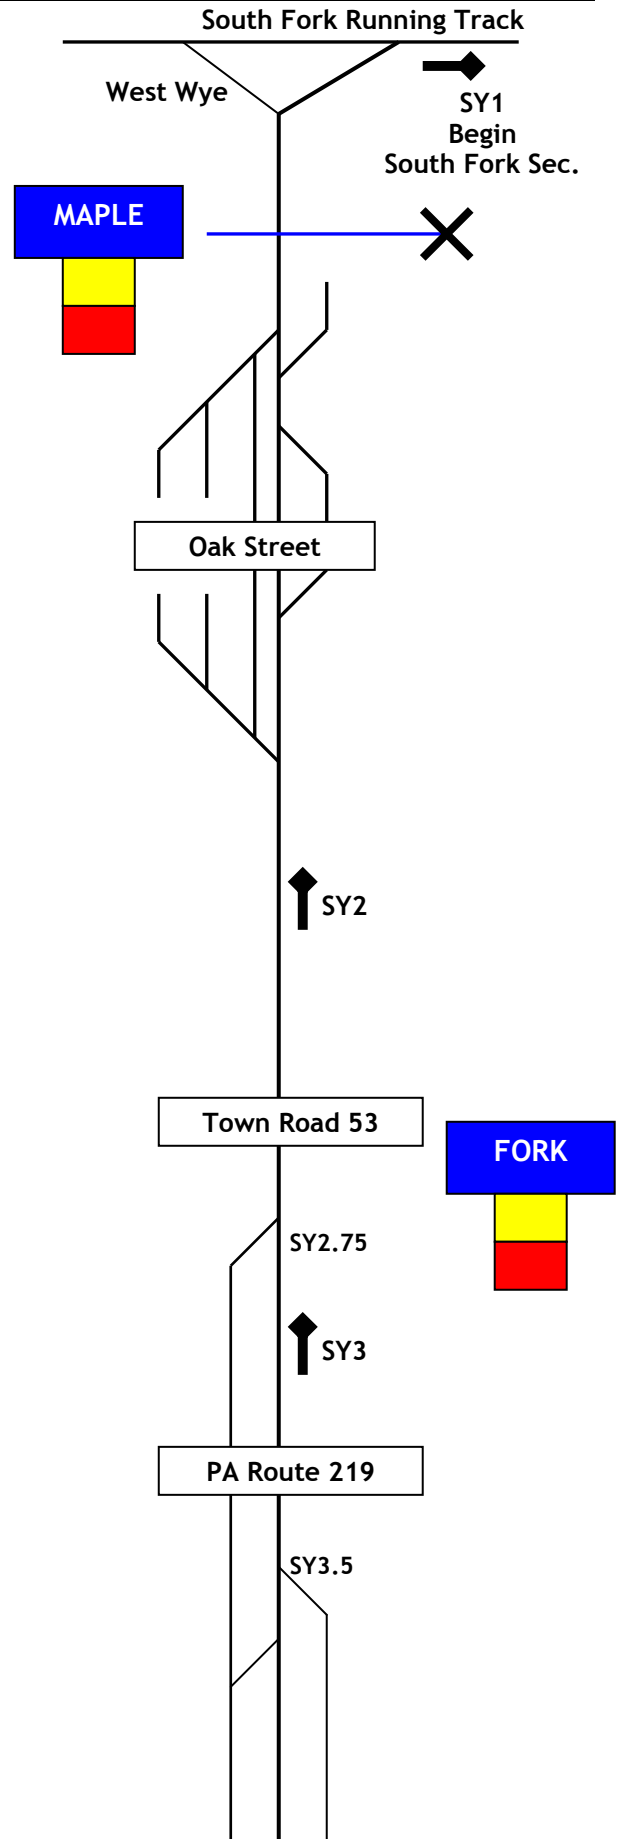 South Fork Running Track
West Wye
SY1
Begin
South Fork Sec.
MAPLE
Oak Street
SY2
Town Road 53
FORK
SY2.75
SY3
PA Route 219
SY3.5